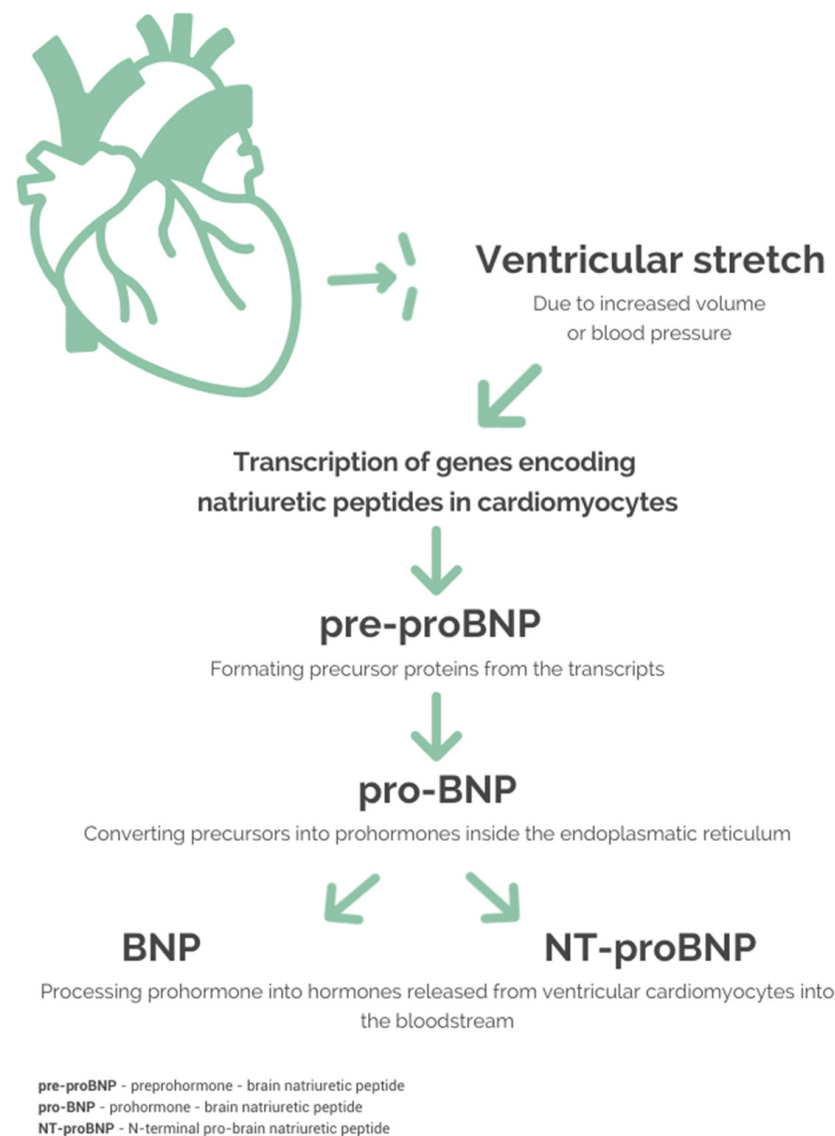 Ventricular stretch
Due to increased volume
or blood pressure
Transcription of genes encoding
natriuretic peptides in cardiomyocytes
pre-proBNP
Formating precursor proteins from the transcripts
pro-BNP
Converting precursors into prohormones inside the endoplasmatic reticulum
BNP
NT-proBNP
Processing prohormone into hormones released from ventricular cardiomyocytes into
the bloodstream
pre-proBNP - preprohormone - brain natriuretic peptide
pro-BNP - prohormone - brain natriuretic peptide
NT-proBNP - N-terminal pro-brain natriuretic peptide